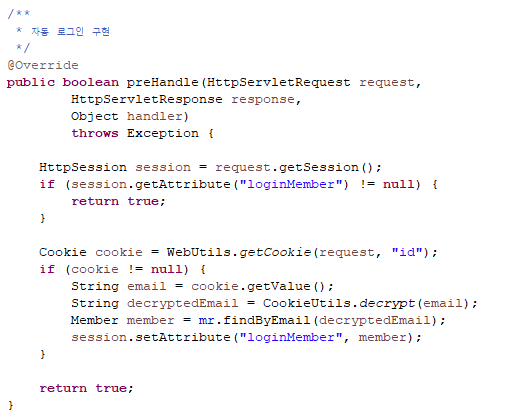 /**
 * 자동 로그인 구현
 */
@Override
public boolean preHandle(HttpServletRequest request,
        HttpServletResponse response,
        Object handler)
        throws Exception {

    HttpSession session = request.getSession();
    if (session.getAttribute("loginMember") != null) {
        return true;
    }

    Cookie cookie = WebUtils.getCookie(request, "id");
    if (cookie != null) {
        String email = cookie.getValue();
        String decryptedEmail = CookieUtils.decrypt(email);
        Member member = mr.findByEmail(decryptedEmail);
        session.setAttribute("loginMember", member);
    }

    return true;
}